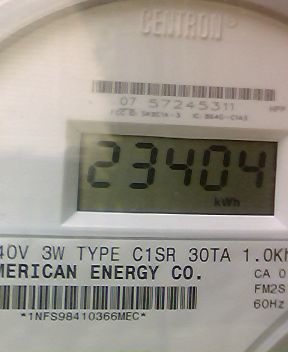 CENTRON
07 57245311
23404
kWh
40V 3W TYPE C1SR 30TA 1.0Kh
MERICAN ENERGY CO.
CA 0
FM2S
60Hz
*1NFS98410366MEC*